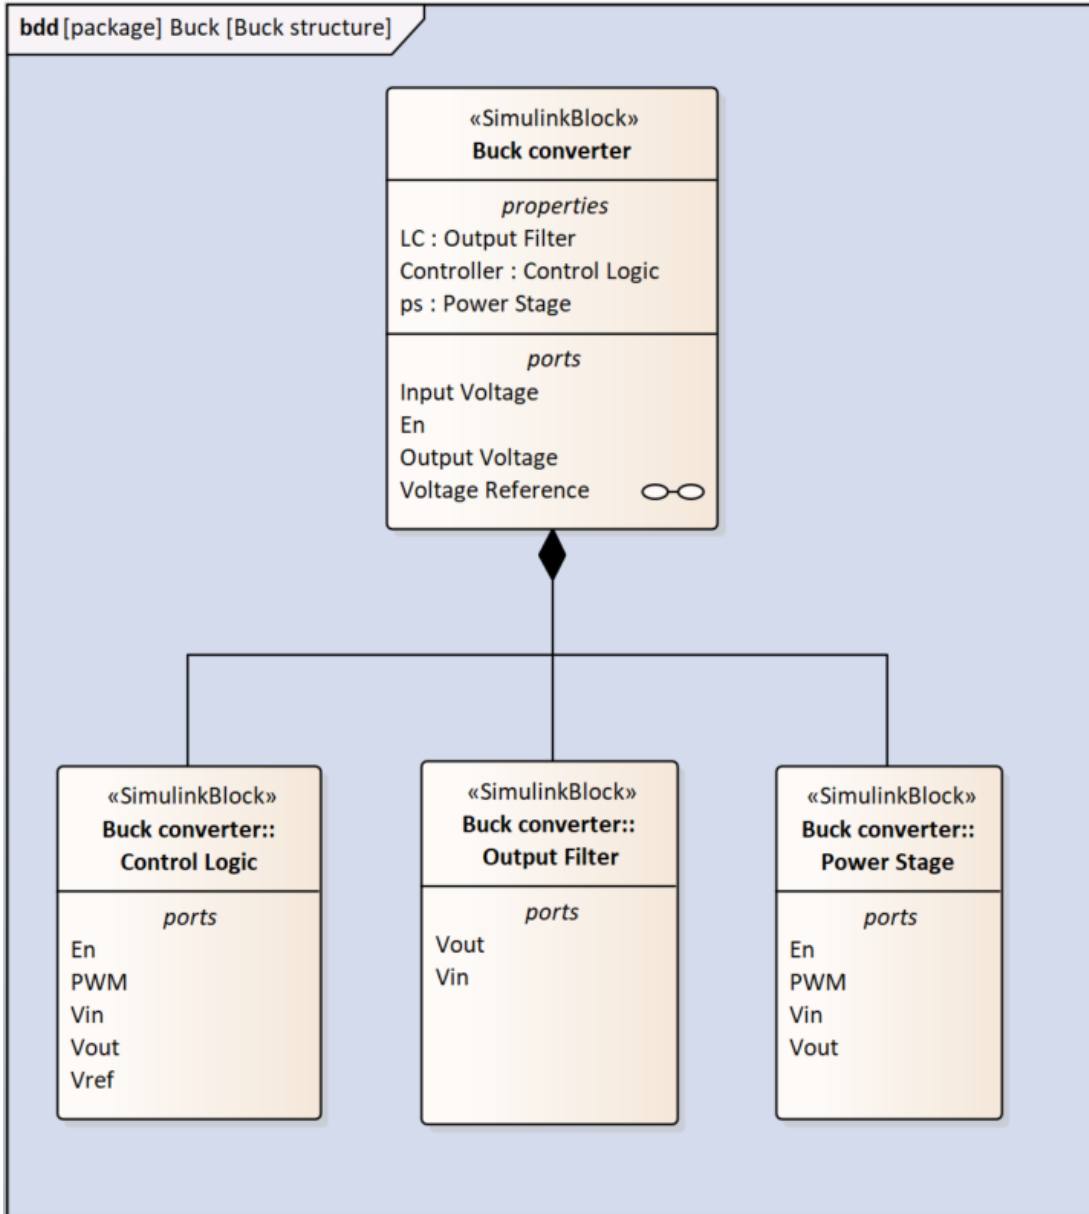 bdd [package] Buck [Buck structure]
«SimulinkBlock»
Buck converter
properties
LC : Output Filter
Controller : Control Logic
ps : Power Stage
ports
Input Voltage
En
Output Voltage
Voltage Reference
«SimulinkBlock»
Buck converter::
Control Logic
ports
En
PWM
Vin
Vout
Vref
«SimulinkBlock»
Buck converter::
Output Filter
ports
Vout
Vin
«SimulinkBlock»
Buck converter::
Power Stage
ports
En
PWM
Vin
Vout